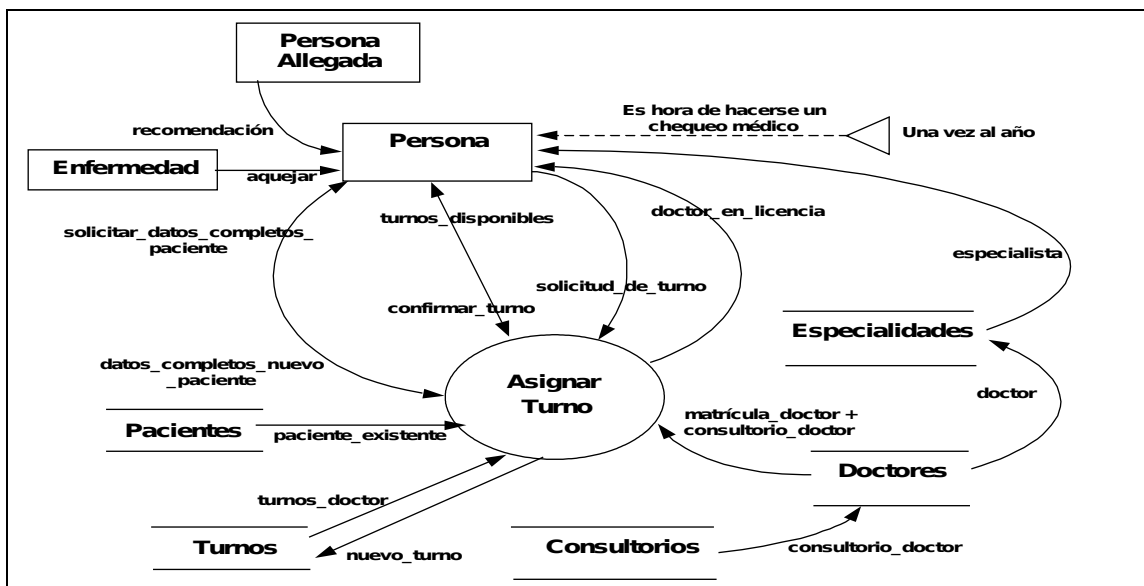 Persona
Allegada
Es hora de hacerse un
chequeo médico
Una vez al año
recomendación
Persona
Enfermedad
aquejar
turnos_disponibles
doctor_en_licencia
solicitar_datos_completos_
paciente
especialista
solicitud_de_turno
confirmar_turno
Especialidades
datos_completos_nuevo
_paciente
Asignar
Turno
doctor
matrícula_doctor +
consultorio_doctor
Pacientes
paciente_existente
Doctores
turnos_doctor
Turnos
nuevo_turno
Consultorios
consultorio_doctor